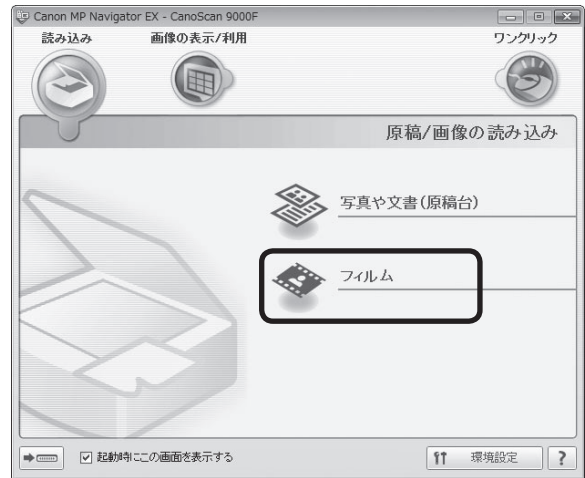 Canon MP Navigator EX - CanoScan 9000F
読み込み
画像の表示/利用
ワンクリック
原稿/画像の読み込み
写真や文書(原稿台)
フィルム
起動時にこの画面を表示する
環境設定
?